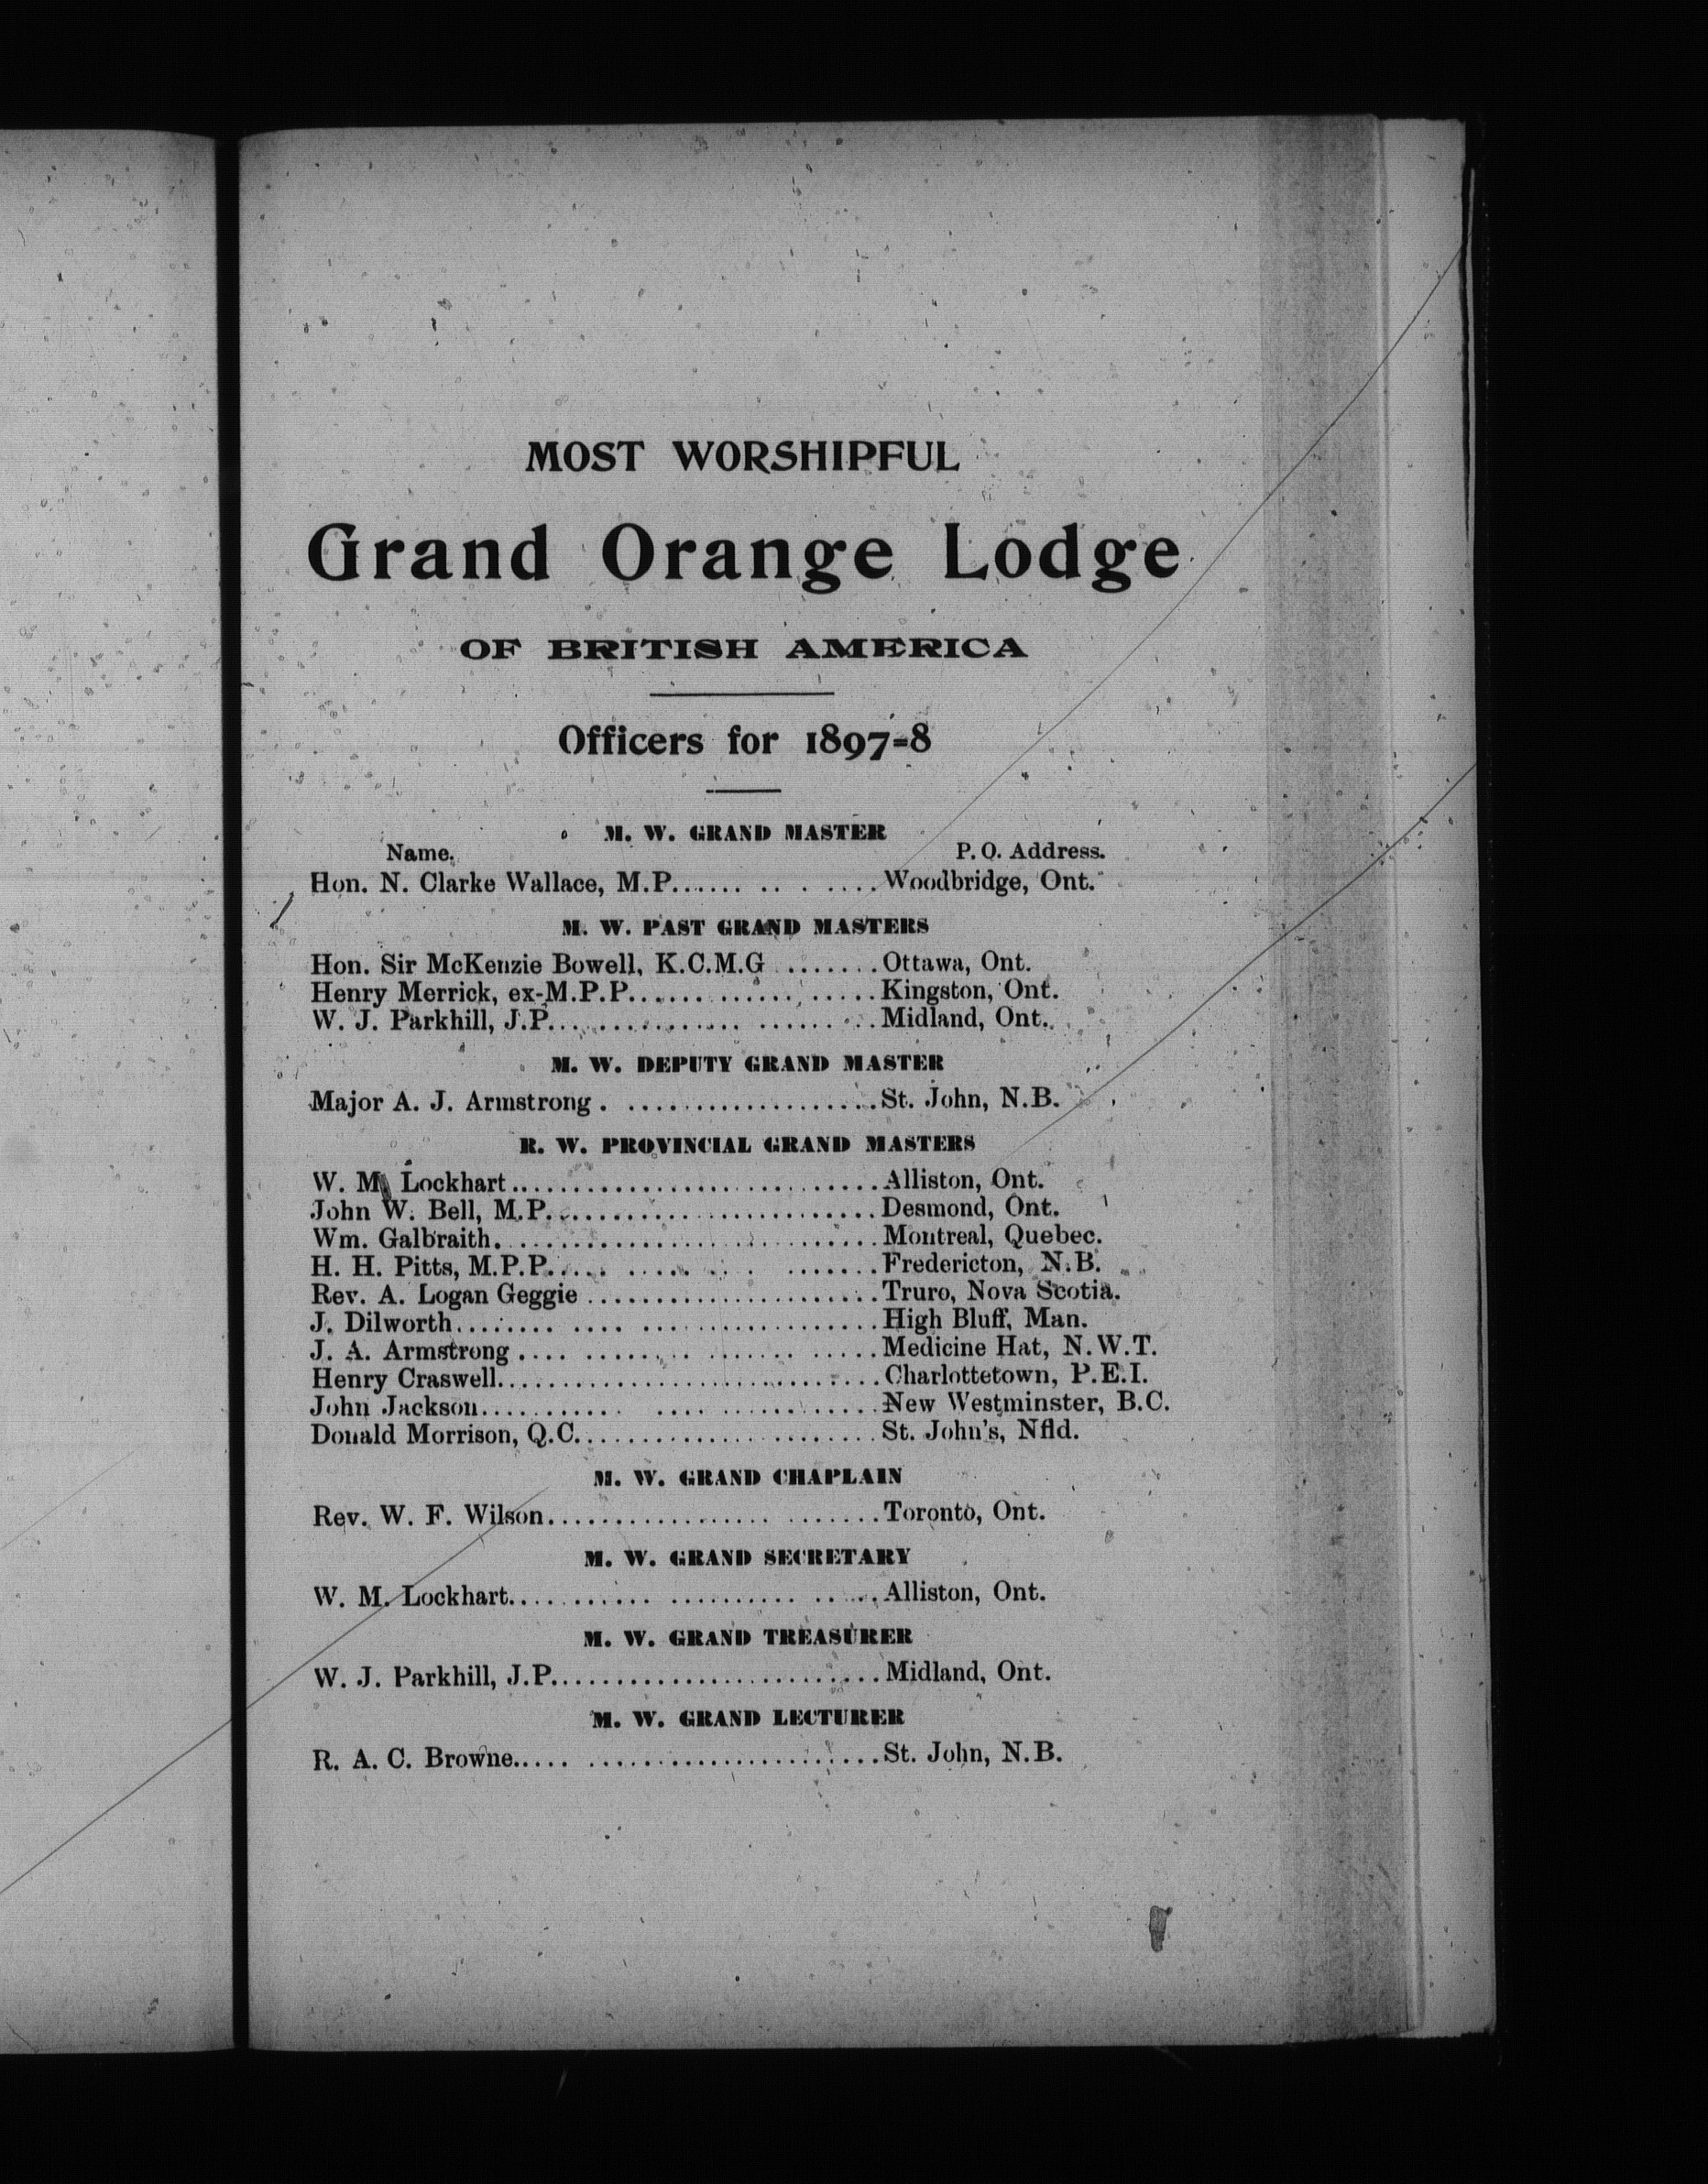 MOST WORSHIPFUL
Grand Orange Lodge
OF BRITISH AMERICA
Officers for 1897-8
M. W. GRAND MASTER
Name. P. O. Address.
Hon. N. Clarke Wallace, M.P...... .. . ....Woodbridge, Ont.
M. W. PAST GRAND MASTERS
Hon. Sir McKenzie Bowell, K.C.M.G .......Ottawa, Ont.
Henry Merrick, ex-M.P.P.................Kingston, Ont.
W. J. Parkhill, J.P.......................Midland, Ont.
M. W. DEPUTY GRAND MASTER
Major A. J. Armstrong . ...................St. John, N.B.
R. W. PROVINCIAL GRAND MASTERS
W. M. Lockhart............................Alliston, Ont.
John W. Bell, M.P.........................Desmond, Ont.
Wm. Galbraith.............................Montreal, Quebec.
H. H. Pitts, M.P.P..... ..... ... .......Fredericton, N.B.
Rev. A. Logan Geggie ......................Truro, Nova Scotia.
J. Dilworth........ .... ..................High Bluff, Man.
J. A. Armstrong .... ........ ....... .....Medicine Hat, N.W.T.
Henry Craswell.............................Charlottetown, P.E.I.
John Jackson........... .................New Westminster, B.C.
Donald Morrison, Q.C.......................St. John's, Nfld.
M. W. GRAND CHAPLAIN
Rev. W. F. Wilson................. .......Toronto, Ont.
M. W. GRAND SECRETARY
W. M. Lockhart........... .......... .. ...Alliston, Ont.
M. W. GRAND TREASURER
W. J. Parkhill, J.P.........................Midland, Ont.
M. W. GRAND LECTURER
R. A. C. Browne..... ......................St. John, N.B.